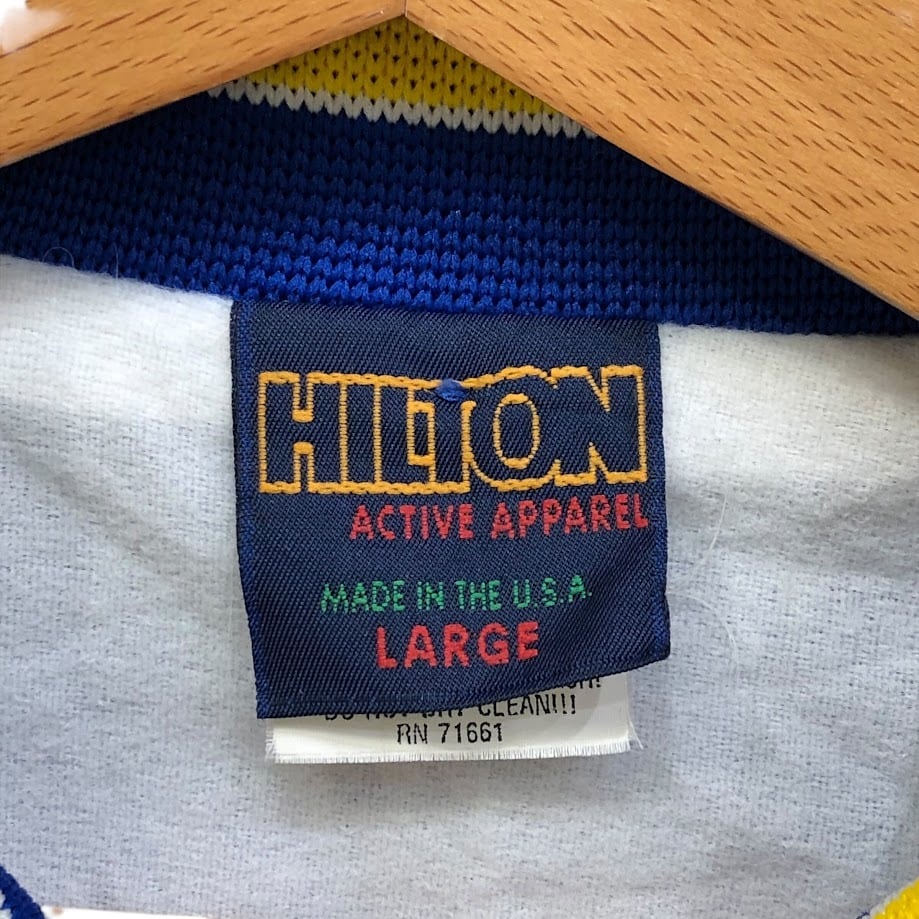 HILTON
ACTIVE APPAREL
MADE IN THE U.S.A.
LARGE
CLEAN!!!
RN 71661